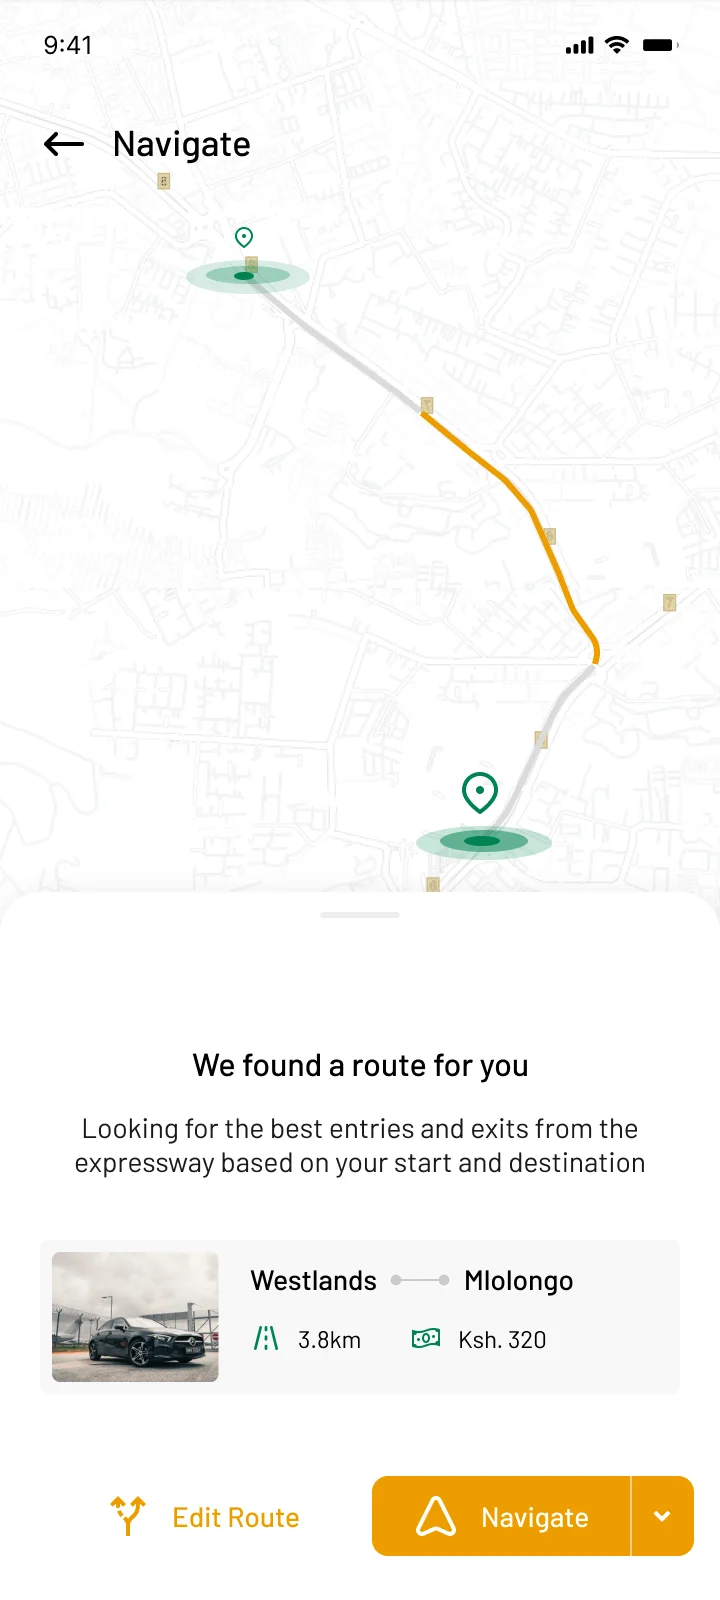 9:41
Navigate
We found a route for you
Looking for the best entries and exits from the
expressway based on your start and destination
Westlands Mlolongo
3.8km Ksh. 320
Edit Route Navigate